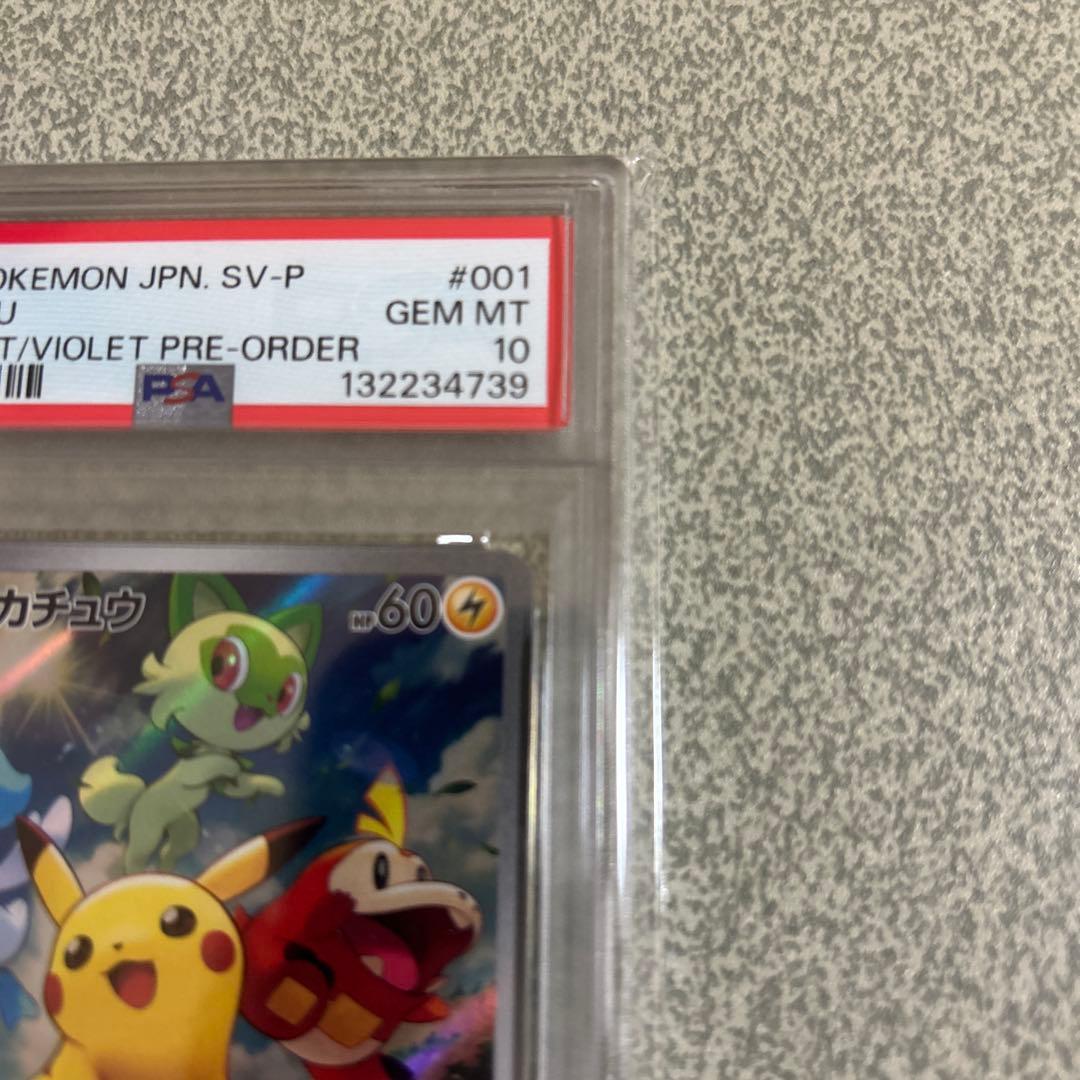 OKEMON JPN. SV-P #001
U GEM MT
T/VIOLET PRE-ORDER 10
PSA 132234739
カチュウ HP60